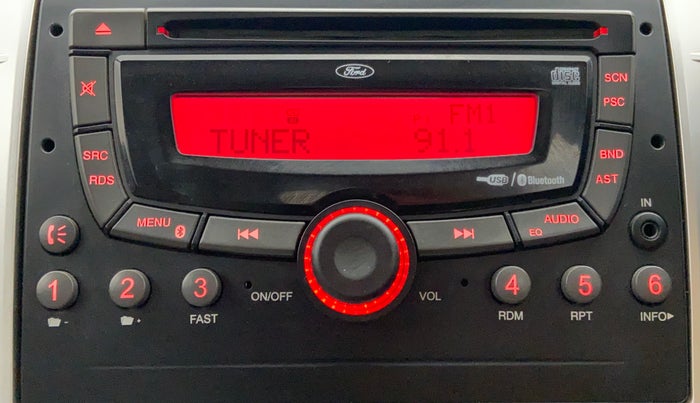 Ford
disc
SCN
PSC
FM1
TUNER 91.1
SRC
RDS
BND
AST
USB / Bluetooth
MENU
AUDIO
EQ
IN
1
2
3
4
5
6
ON/OFF
VOL
-
+
FAST
RDM
RPT
INFO